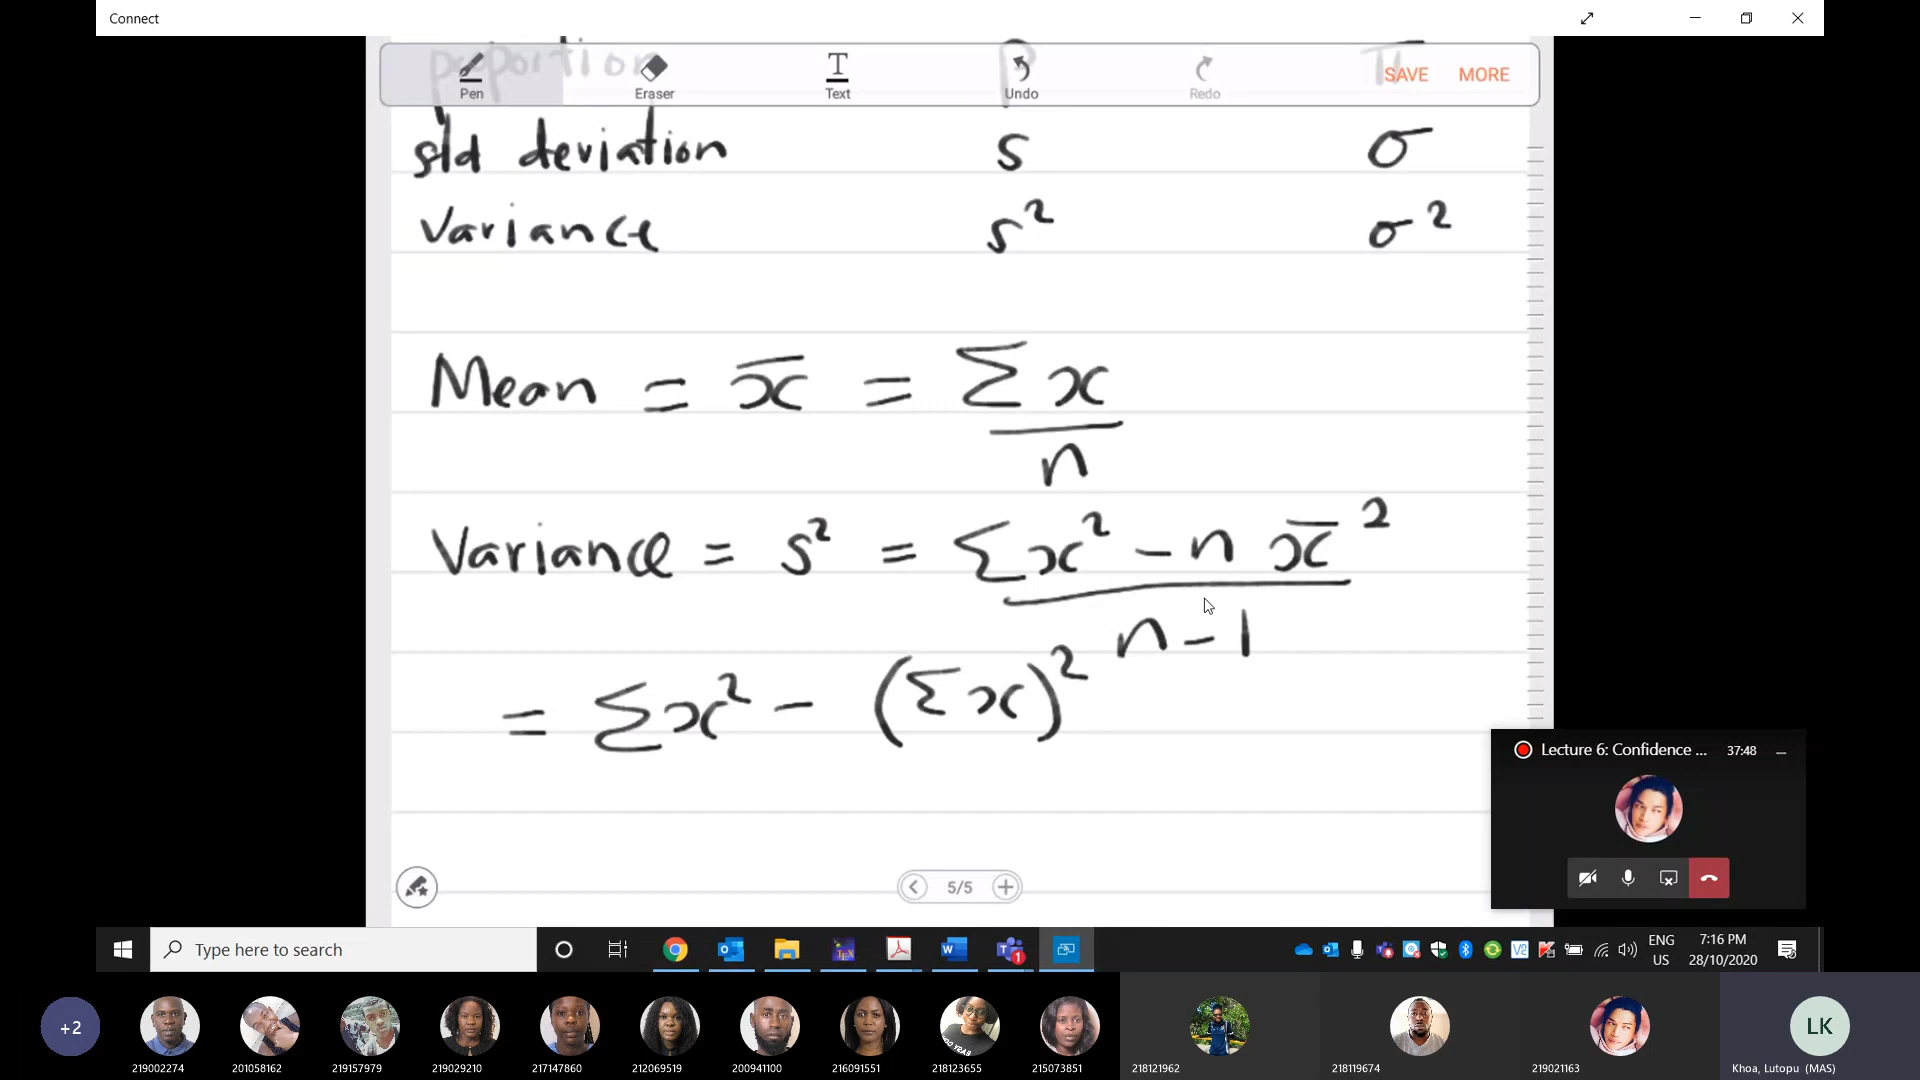 Connect
proportion P π
Pen Eraser Text Undo Redo SAVE MORE
std deviation s σ
Variance s² σ²
Mean = x̄ = Σx / n
Variance = s² = Σx² - n x̄² / n - 1
= Σx² - (Σx)²
Lecture 6: Confidence ... 37:48
5/5
Type here to search
ENG
US
7:16 PM
28/10/2020
+2
LK
219002274 201058162 219157979 219029210 217147860 212069519 200941100 216091551 218123655 215073851 218121962 218119674 219021163 Khoa, Lutopu (MAS)